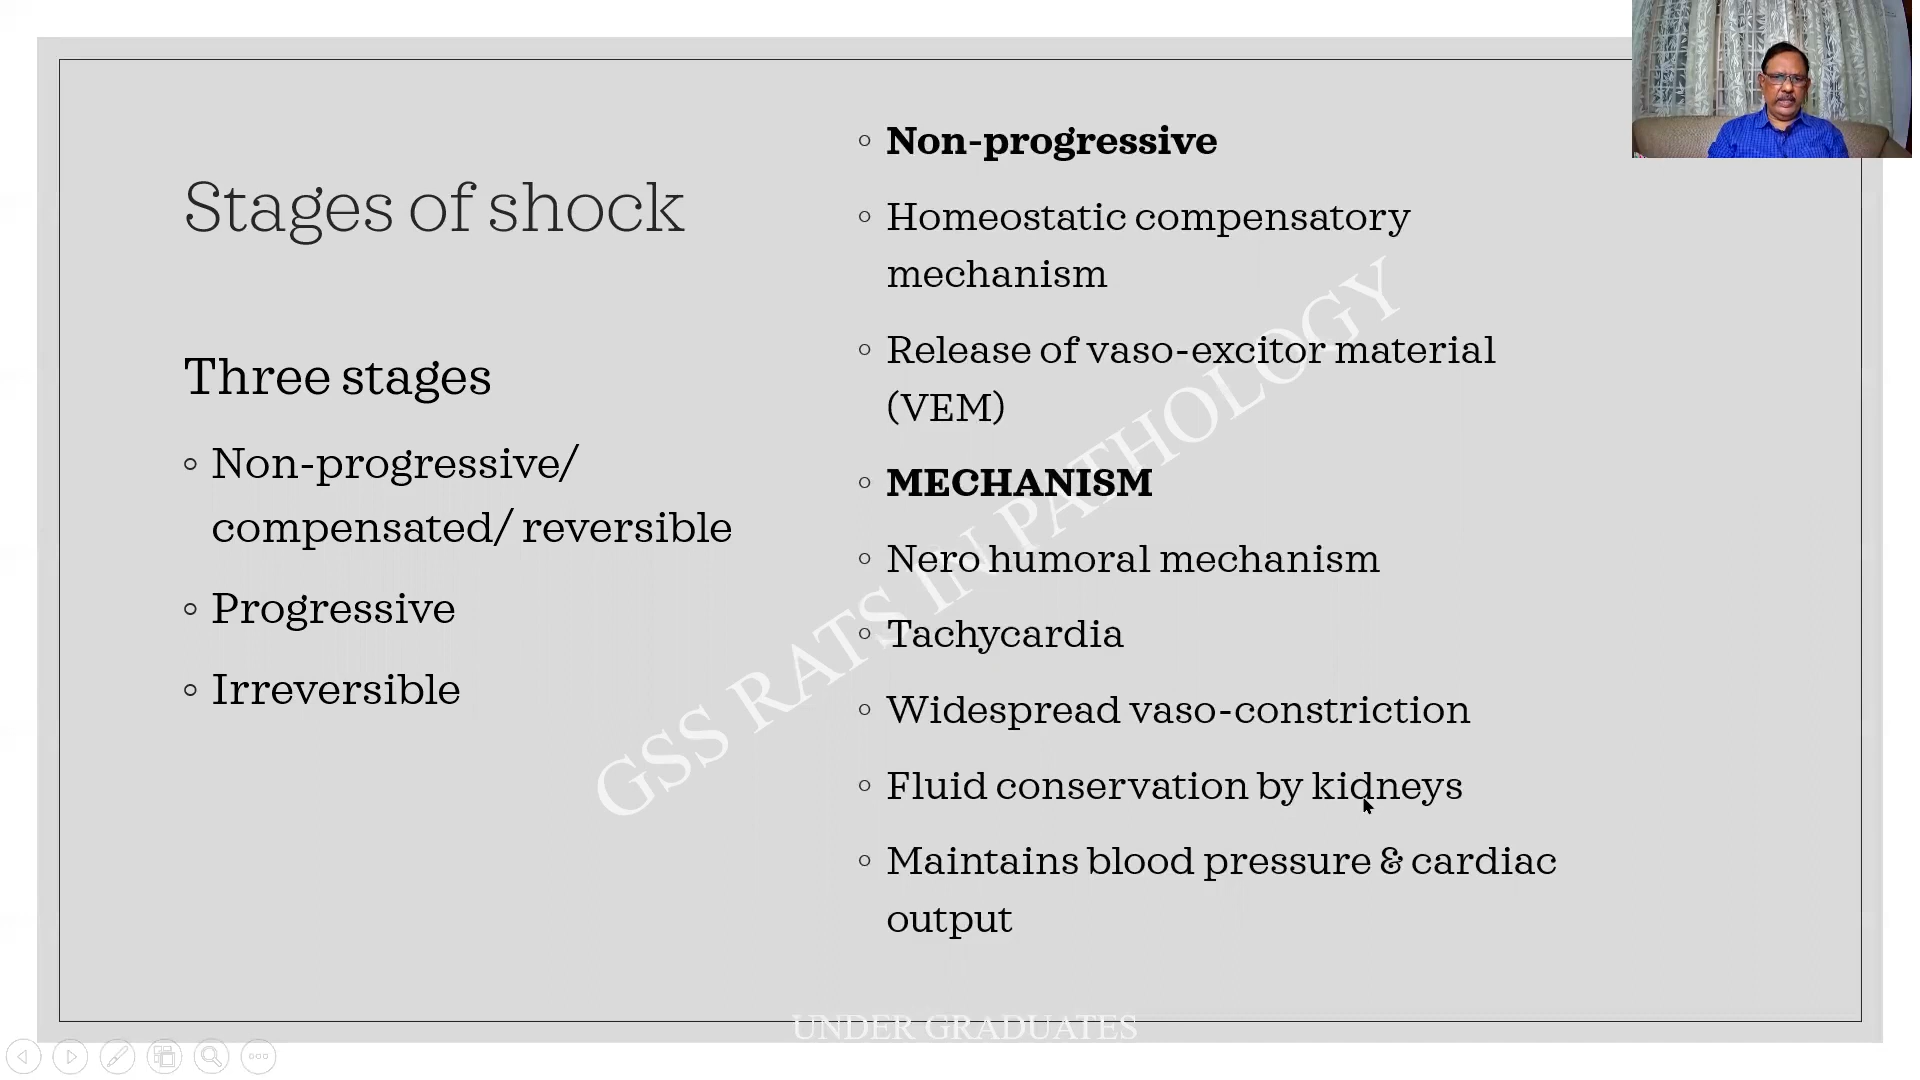 Stages of shock
Three stages
Non-progressive/
compensated/ reversible
Progressive
Irreversible
Non-progressive
Homeostatic compensatory
mechanism
Release of vaso-excitor material
(VEM)
MECHANISM
Nero humoral mechanism
Tachycardia
Widespread vaso-constriction
Fluid conservation by kidneys
Maintains blood pressure & cardiac
output
GSS RATS IN PATHOLOGY
UNDER GRADUATES